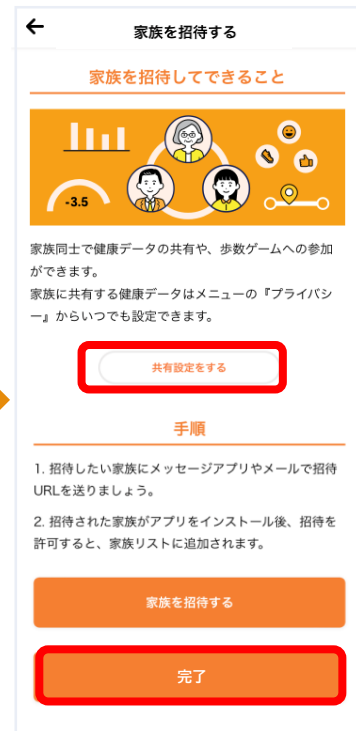 家族を招待する
家族を招待してできること
-3.5
家族同士で健康データの共有や、歩数ゲームへの参加
ができます。
家族に共有する健康データはメニューの『プライバシ
ー』からいつでも設定できます。
共有設定をする
手順
1. 招待したい家族にメッセージアプリやメールで招待
URLを送りましょう。
2. 招待された家族がアプリをインストール後、招待を
許可すると、家族リストに追加されます。
家族を招待する
完了